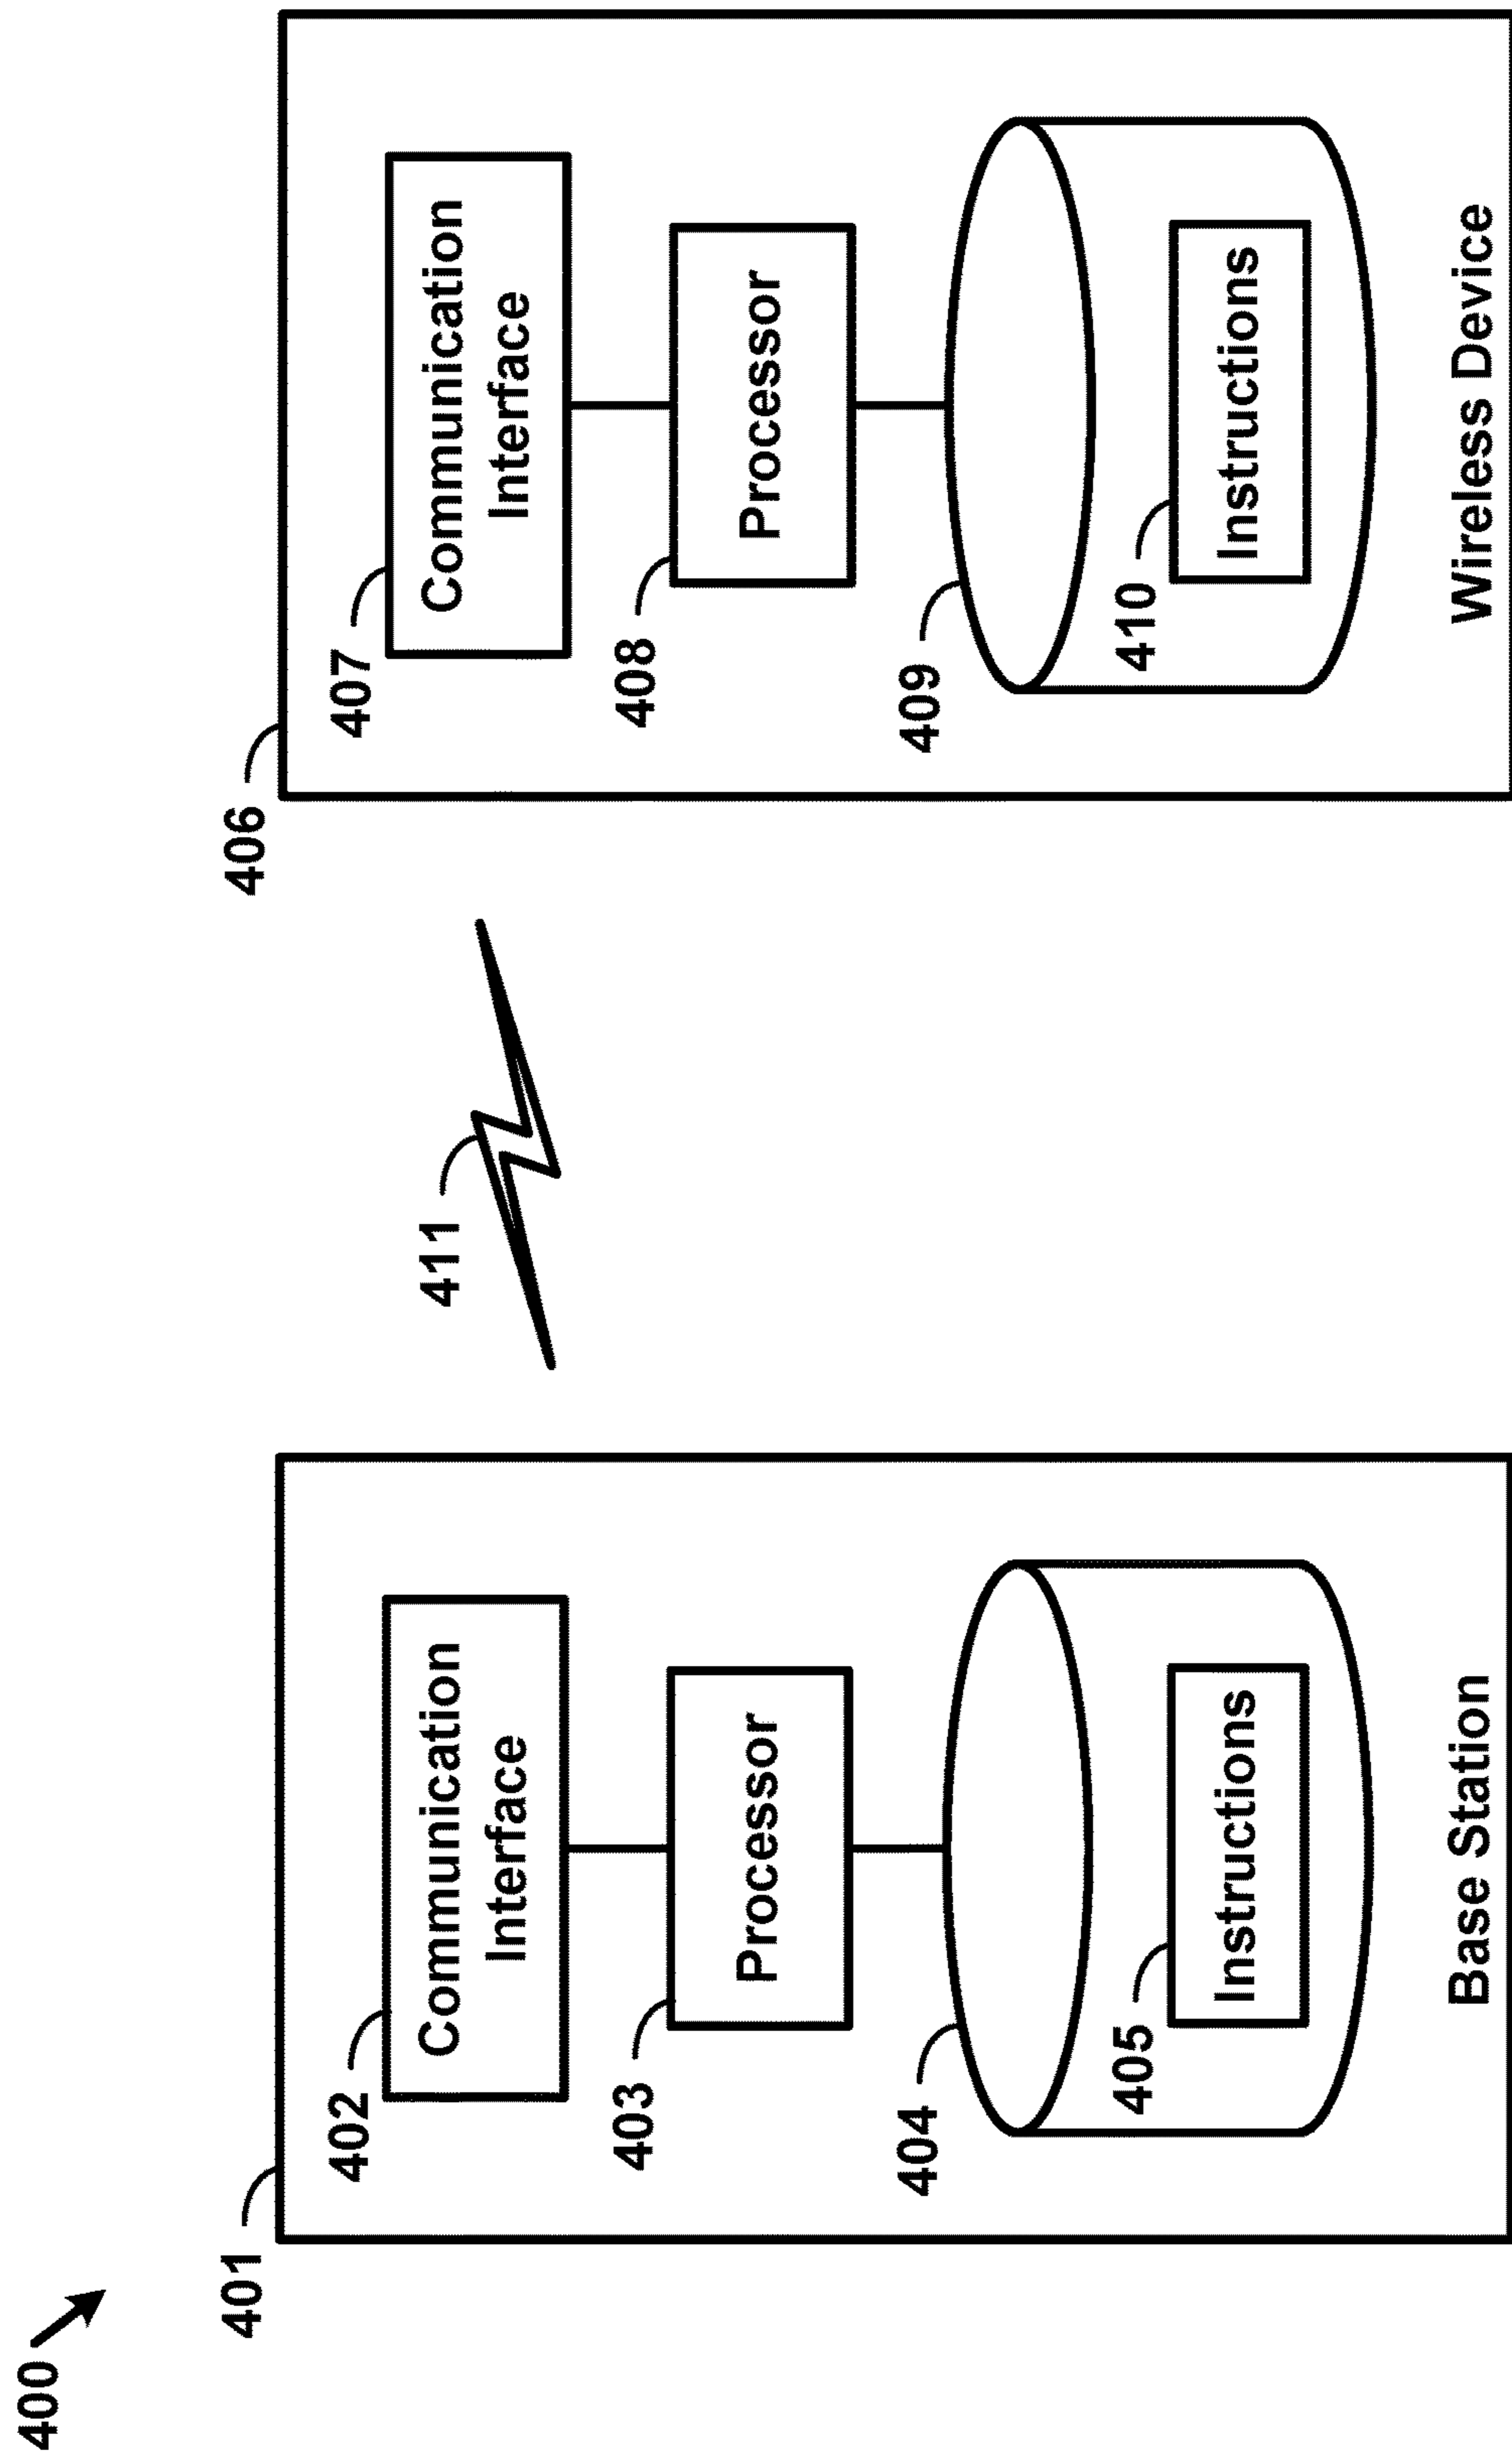 400
401
402
Communication
Interface
403
Processor
404
405
Instructions
Base Station
411
406
407
Communication
Interface
408
Processor
409
410
Instructions
Wireless Device